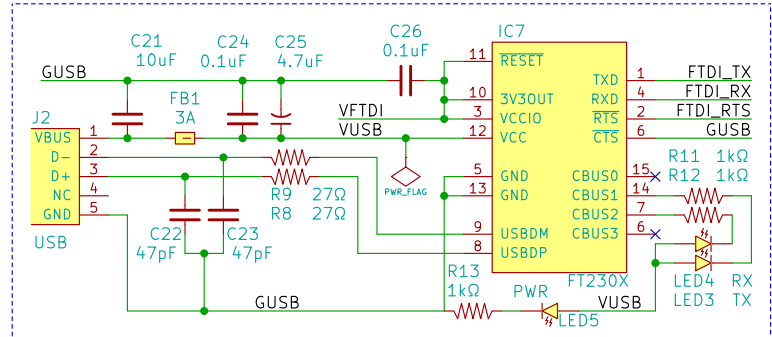 IC7
C21
10uF
C24
0.1uF
C25
4.7uF
C26
0.1uF
GUSB
11 RESET
TXD 1 FTDI_TX
RXD 4 FTDI_RX
10 3V3OUT
RTS 2 FTDI_RTS
VFTDI 3 VCCIO
CTS 6 GUSB
VUSB 12 VCC
J2
FB1
3A
VBUS 1
D- 2
D+ 3
NC 4
GND 5
USB
PWR_FLAG
5 GND
13 GND
CBUS0 15
CBUS1 14
CBUS2 7
CBUS3 6
R11 1kΩ
R12 1kΩ
R9 27Ω
R8 27Ω
9 USBDM
8 USBDP
C22
47pF
C23
47pF
FT230X
R13
1kΩ
PWR
LED5
GUSB
VUSB
LED4 RX
LED3 TX